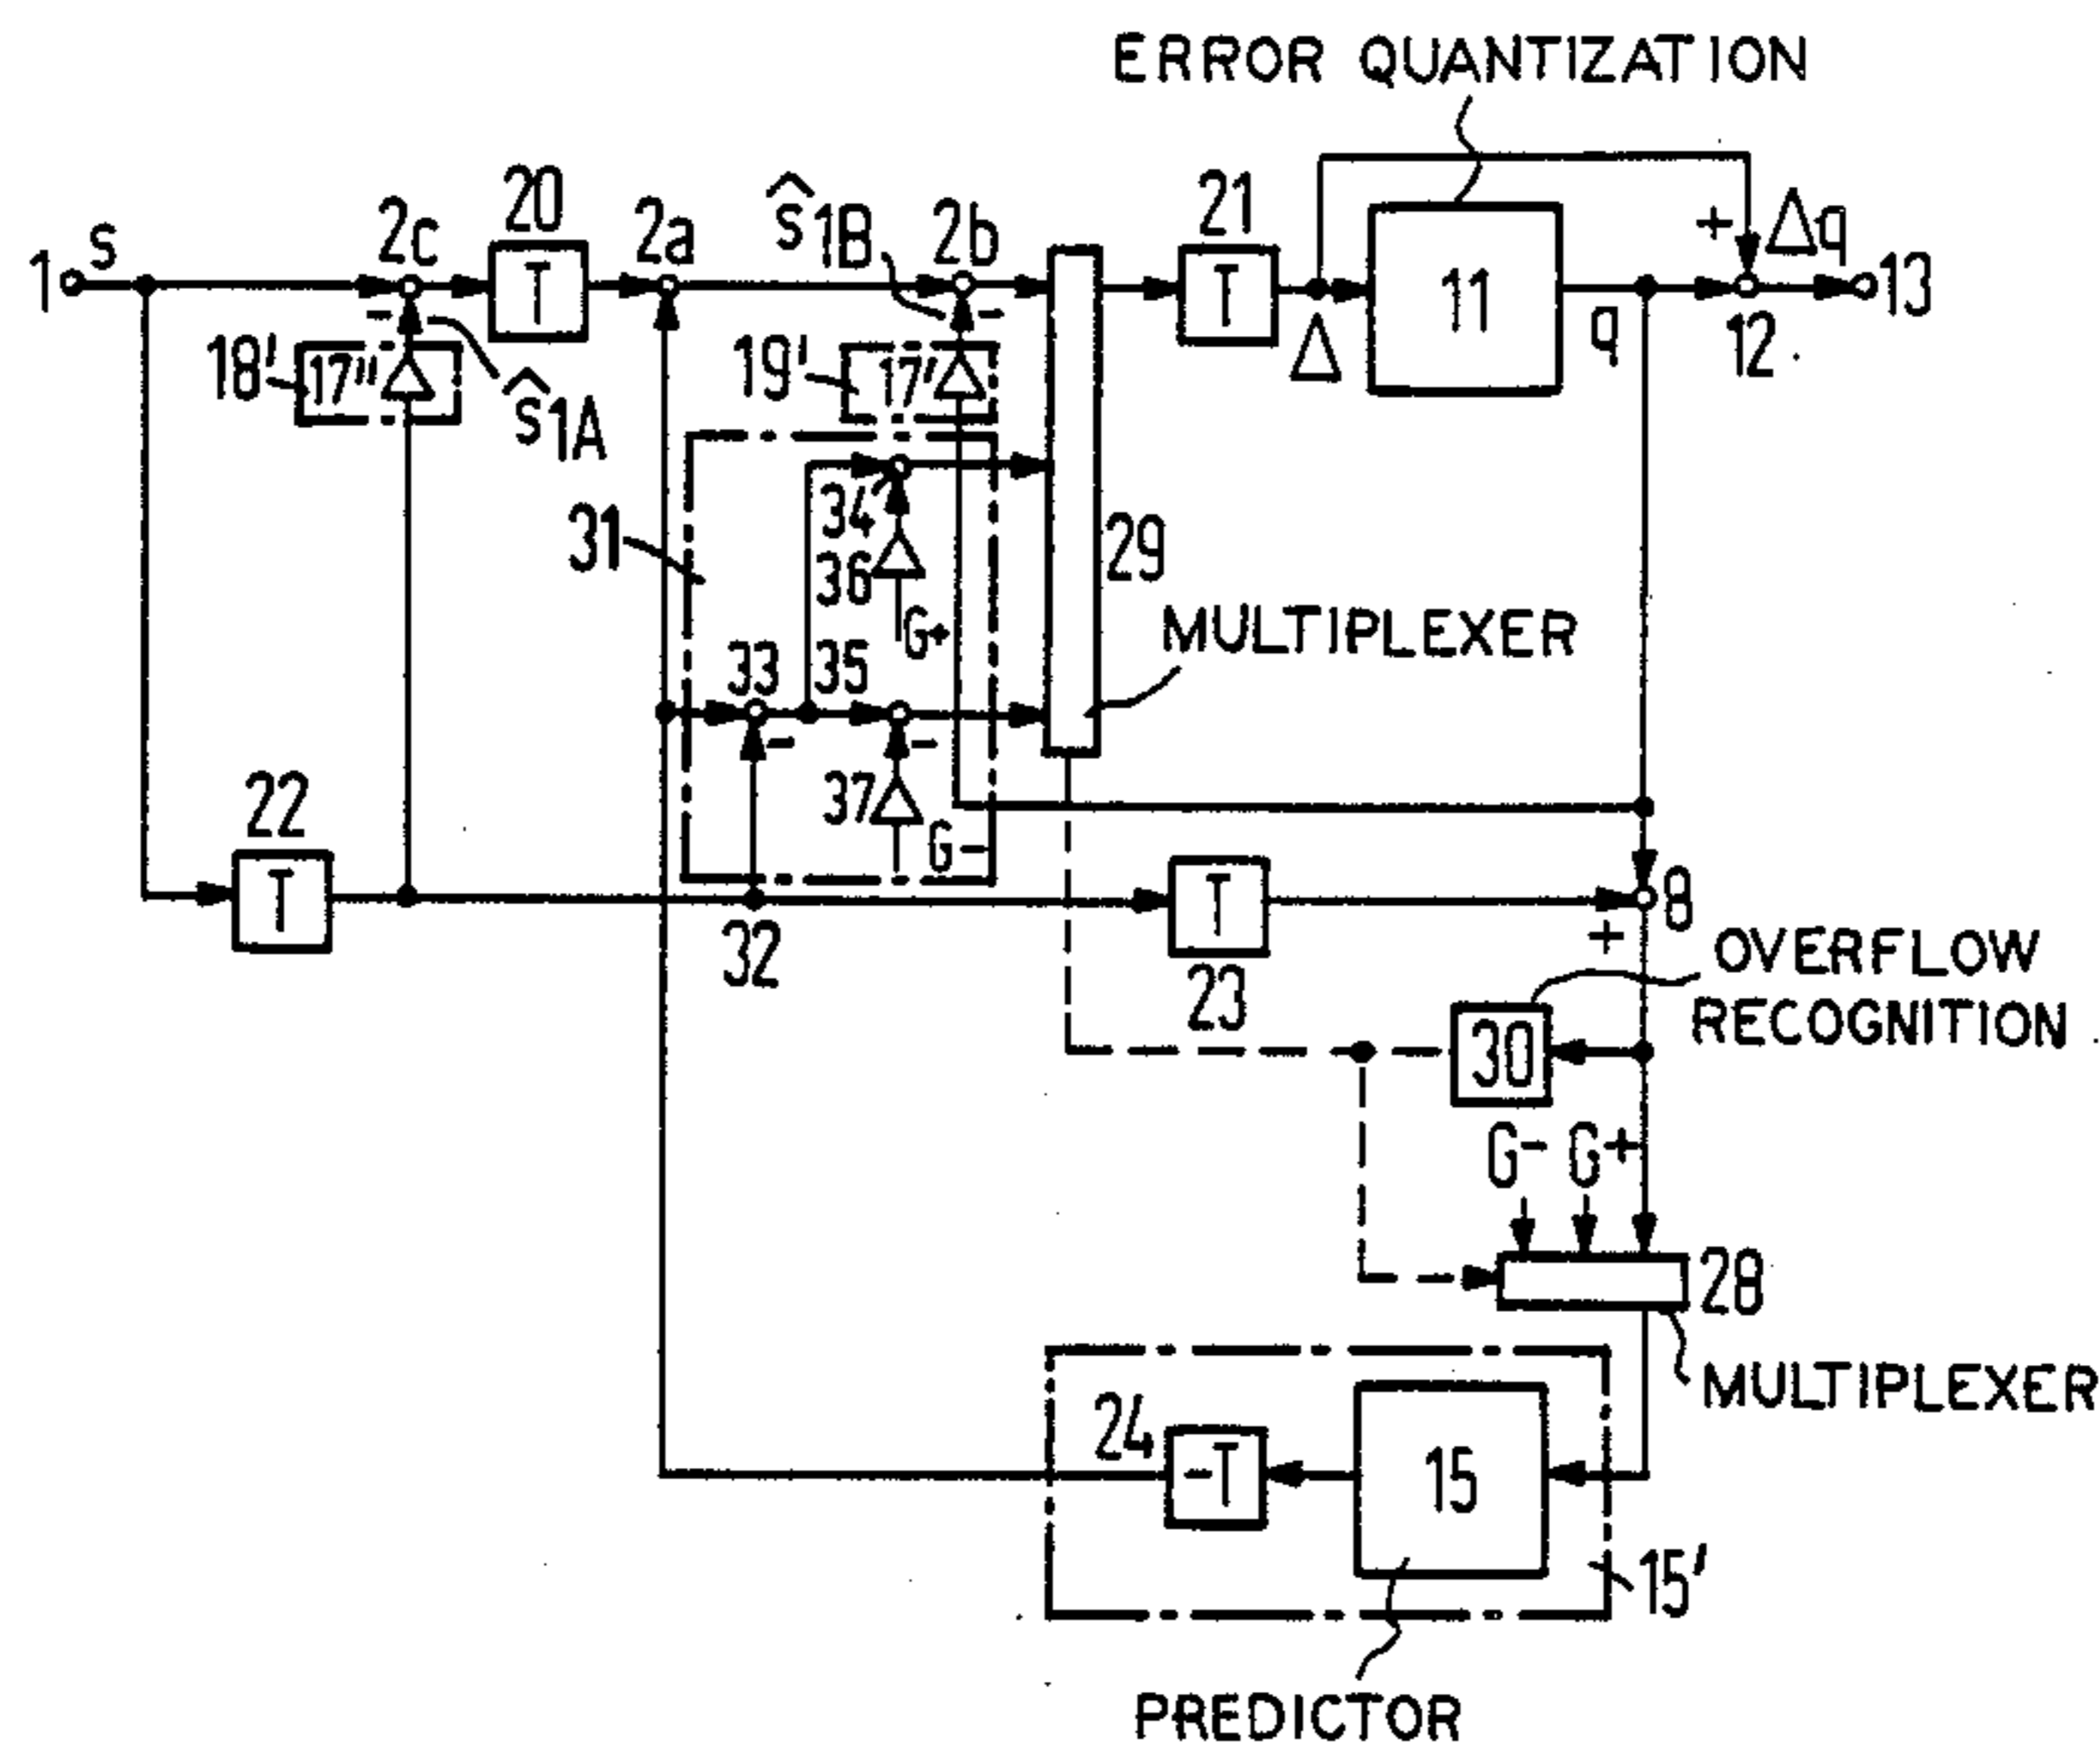 ERROR QUANTIZATION
1 s 2c 20 T 2a ŝ1B 2b 21 T Δ 11 q + Δq 12 13
- -
18' 17" ŝ1A 19' 17'
31 34 36 G+ 29
MULTIPLEXER
33 35
- -
37 G-
22 T 32 T 23 8 +
OVERFLOW
RECOGNITION
30
G- G+
28
MULTIPLEXER
24 -T 15
15'
PREDICTOR